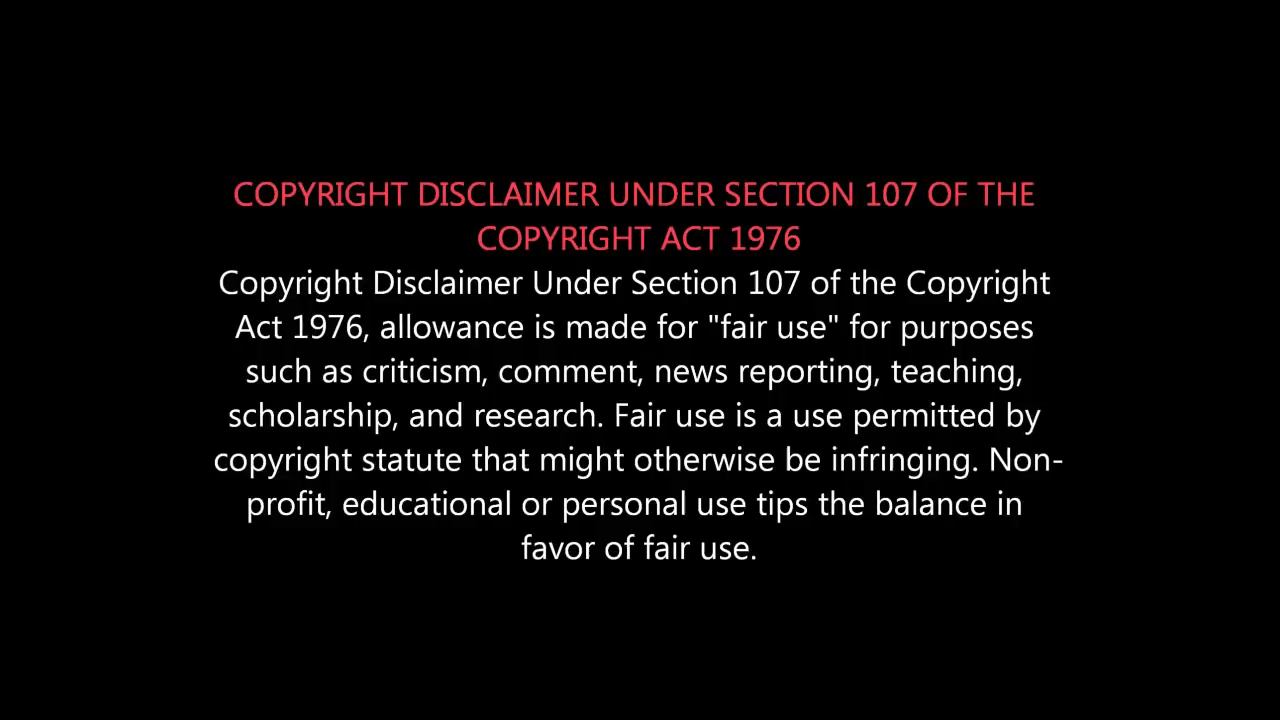 COPYRIGHT DISCLAIMER UNDER SECTION 107 OF THE
COPYRIGHT ACT 1976
Copyright Disclaimer Under Section 107 of the Copyright
Act 1976, allowance is made for "fair use" for purposes
such as criticism, comment, news reporting, teaching,
scholarship, and research. Fair use is a use permitted by
copyright statute that might otherwise be infringing. Non-
profit, educational or personal use tips the balance in
favor of fair use.